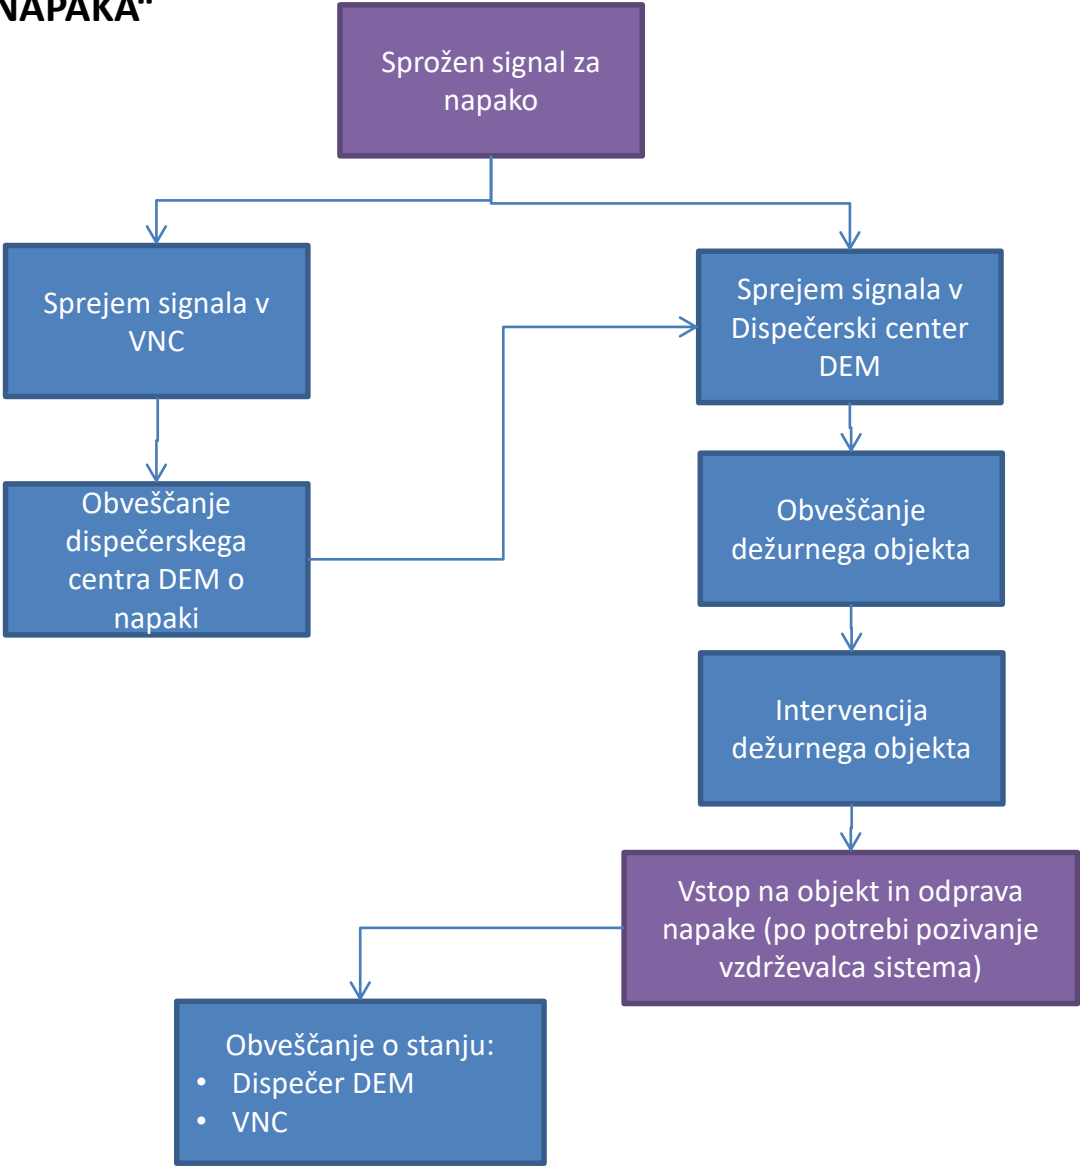 NAPAKA"
Sprožen signal za
napako
Sprejem signala v
VNC
Sprejem signala v
Dispečerski center
DEM
Obveščanje
dispečerskega
centra DEM o
napaki
Obveščanje
dežurnega objekta
Intervencija
dežurnega objekta
Vstop na objekt in odprava
napake (po potrebi pozivanje
vzdrževalca sistema)
Obveščanje o stanju:
• Dispečer DEM
• VNC